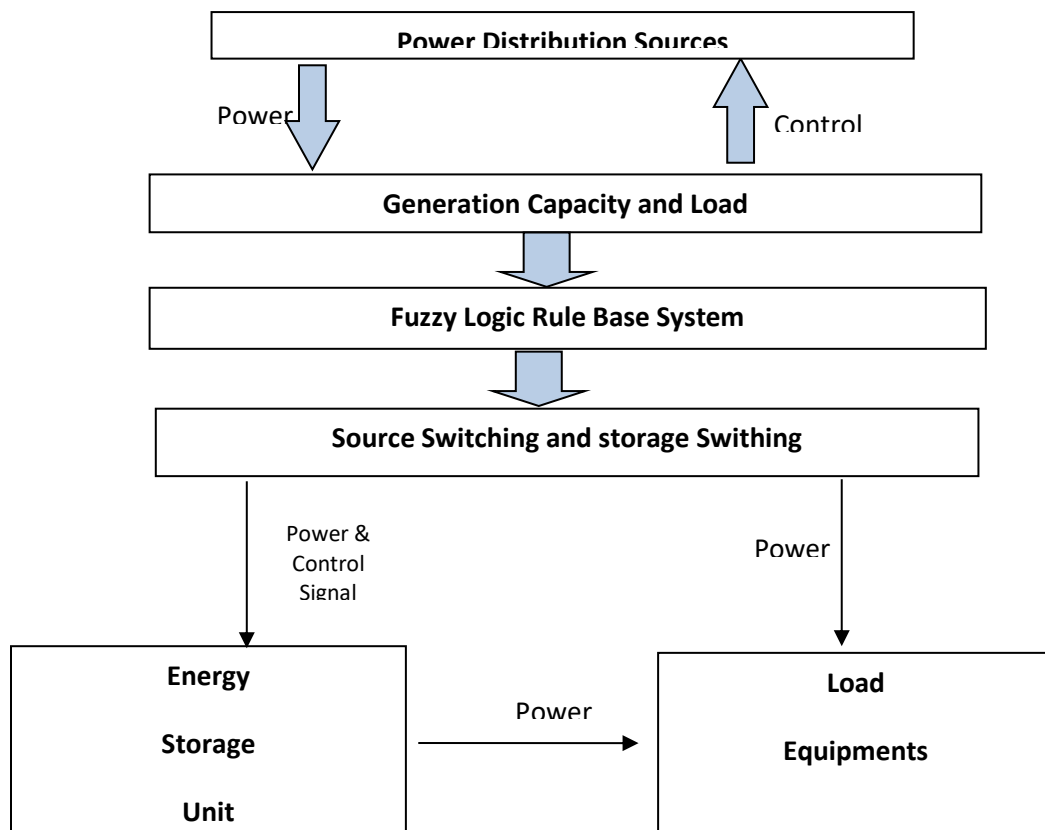 Power Distribution Sources
Power
Control
Generation Capacity and Load
Fuzzy Logic Rule Base System
Source Switching and storage Swithing
Power &
Control
Signal
Power
Energy
Storage
Unit
Power
Load
Equipments